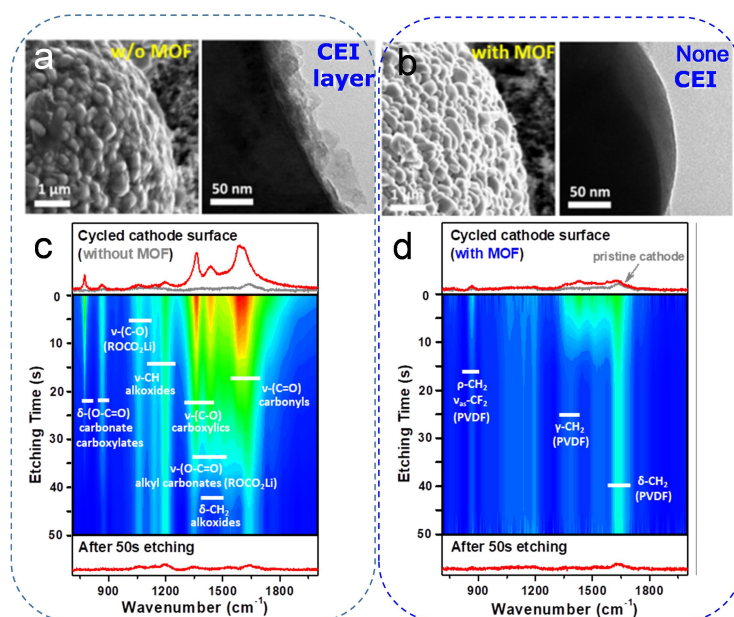 a
w/o MOF
1 μm
CEI
layer
50 nm
b
with MOF
1 μm
None
CEI
50 nm
c
Cycled cathode surface
(without MOF)
0
10
20
30
40
50
Etching Time (s)
ν-(C-O)
(ROCO₂Li)
ν-CH
alkoxides
ν-(C=O)
carbonyls
δ-(O-C=O)
carbonate
carboxylates
ν-(C-O)
carboxylics
ν-(O-C=O)
alkyl carbonates (ROCO₂Li)
δ-CH₂
alkoxides
After 50s etching
900 1200 1500 1800
Wavenumber (cm⁻¹)
d
Cycled cathode surface
(with MOF)
pristine cathode
0
10
20
30
40
50
Etching Time (s)
ρ-CH₂
νas-CF₂
(PVDF)
γ-CH₂
(PVDF)
δ-CH₂
(PVDF)
After 50s etching
900 1200 1500 1800
Wavenumber (cm⁻¹)